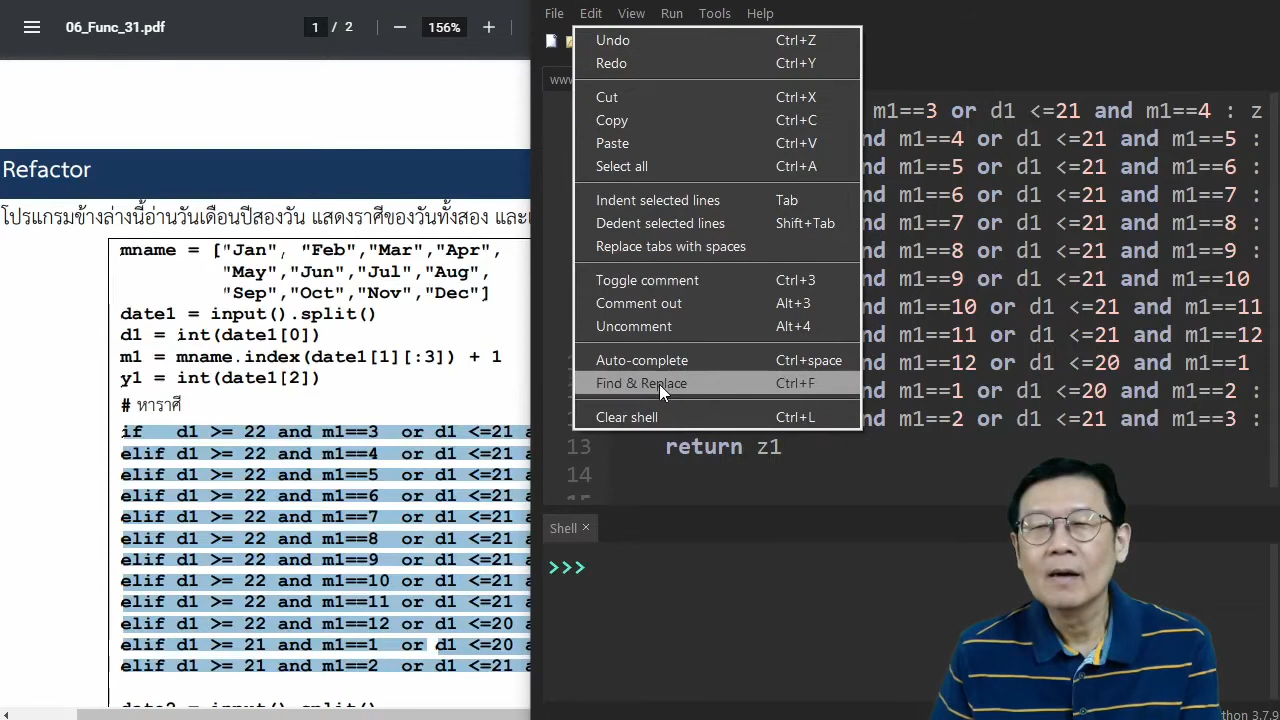 06_Func_31.pdf
1 / 2
156%
Refactor
โปรแกรมข้างล่างนี้อ่านวันเดือนปีสองวัน แสดงราศีของวันทั้งสอง และเ
mname = ["Jan", "Feb","Mar","Apr",
"May","Jun","Jul","Aug",
"Sep","Oct","Nov","Dec"]
date1 = input().split()
d1 = int(date1[0])
m1 = mname.index(date1[1][:3]) + 1
y1 = int(date1[2])
# หาราศี
if d1 >= 22 and m1==3 or d1 <=21 a
elif d1 >= 22 and m1==4 or d1 <=21 a
elif d1 >= 22 and m1==5 or d1 <=21 a
elif d1 >= 22 and m1==6 or d1 <=21 a
elif d1 >= 22 and m1==7 or d1 <=21 a
elif d1 >= 22 and m1==8 or d1 <=21 a
elif d1 >= 22 and m1==9 or d1 <=21 a
elif d1 >= 22 and m1==10 or d1 <=21 a
elif d1 >= 22 and m1==11 or d1 <=21 a
elif d1 >= 22 and m1==12 or d1 <=20 a
elif d1 >= 21 and m1==1 or d1 <=20 a
elif d1 >= 21 and m1==2 or d1 <=21 a
date2 = input().split()
File Edit View Run Tools Help
www
Undo Ctrl+Z
Redo Ctrl+Y
Cut Ctrl+X
Copy Ctrl+C
Paste Ctrl+V
Select all Ctrl+A
Indent selected lines Tab
Dedent selected lines Shift+Tab
Replace tabs with spaces
Toggle comment Ctrl+3
Comment out Alt+3
Uncomment Alt+4
Auto-complete Ctrl+space
Find & Replace Ctrl+F
Clear shell Ctrl+L
m1==3 or d1 <=21 and m1==4 : z
nd m1==4 or d1 <=21 and m1==5 :
nd m1==5 or d1 <=21 and m1==6 :
nd m1==6 or d1 <=21 and m1==7 :
nd m1==7 or d1 <=21 and m1==8 :
nd m1==8 or d1 <=21 and m1==9 :
nd m1==9 or d1 <=21 and m1==10
nd m1==10 or d1 <=21 and m1==11
nd m1==11 or d1 <=21 and m1==12
nd m1==12 or d1 <=20 and m1==1
nd m1==1 or d1 <=20 and m1==2 :
nd m1==2 or d1 <=21 and m1==3 :
13 return z1
14
Shell ×
>>>
thon 3.7.9